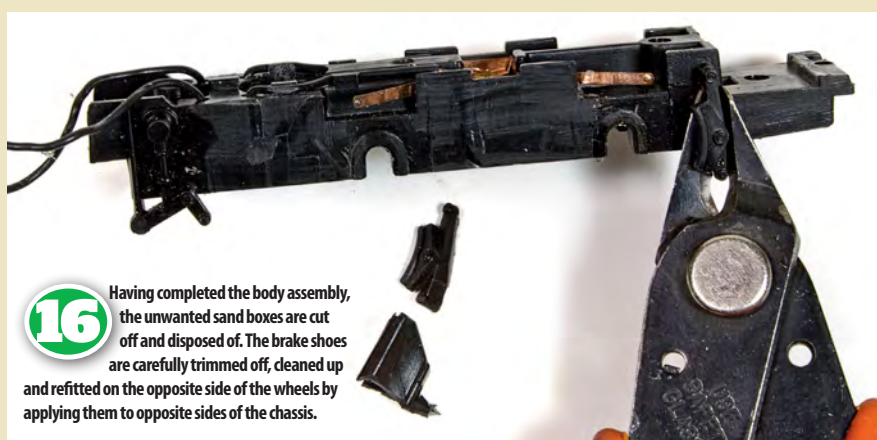 16
Having completed the body assembly,
the unwanted sand boxes are cut
off and disposed of. The brake shoes
are carefully trimmed off, cleaned up
and refitted on the opposite side of the wheels by
applying them to opposite sides of the chassis.